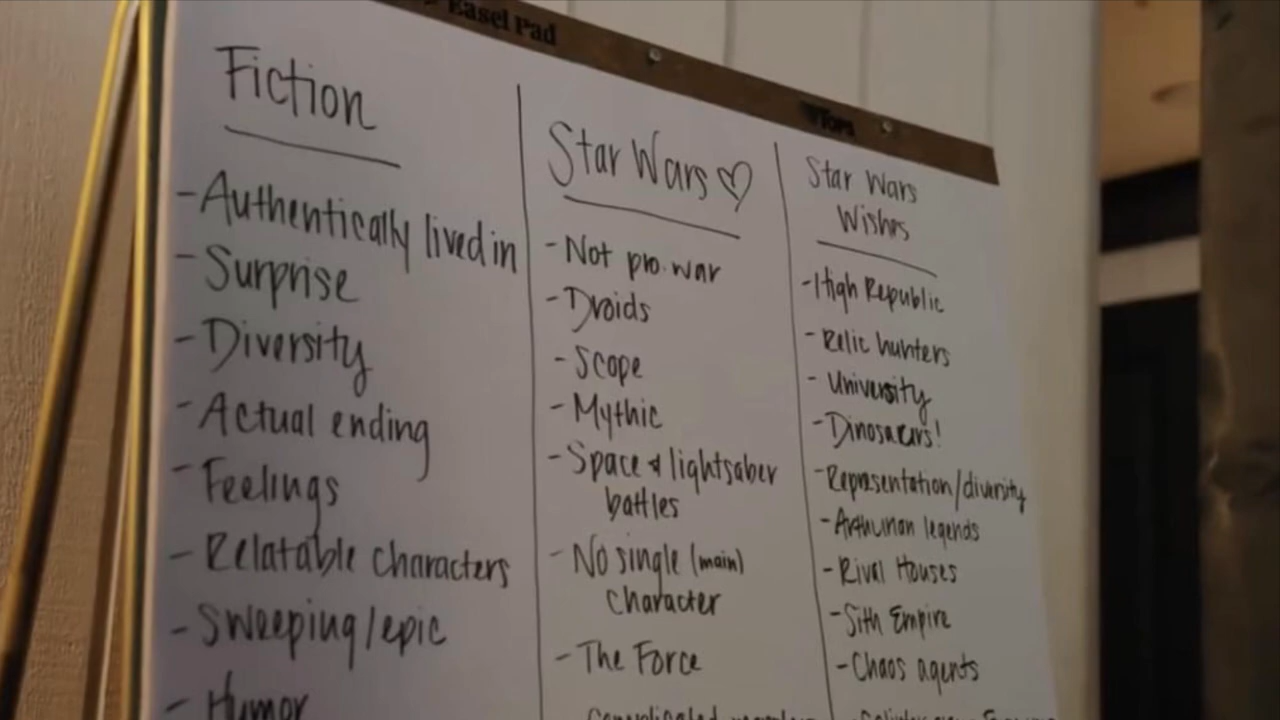 Easel Pad
Tops
Fiction
- Authentically lived in
- Surprise
- Diversity
- Actual ending
- Feelings
- Relatable characters
- Sweeping/epic
- Humor
Star Wars ♡
- Not pro-war
- Droids
- Scope
- Mythic
- Space & lightsaber
battles
- No single (main)
character
- The Force
Complicated
Star Wars
Wishes
- High Republic
- Relic hunters
- University
- Dinosaurs!
- Representation/diversity
- Arthurian legends
- Rival Houses
- Sith Empire
- Chaos agents